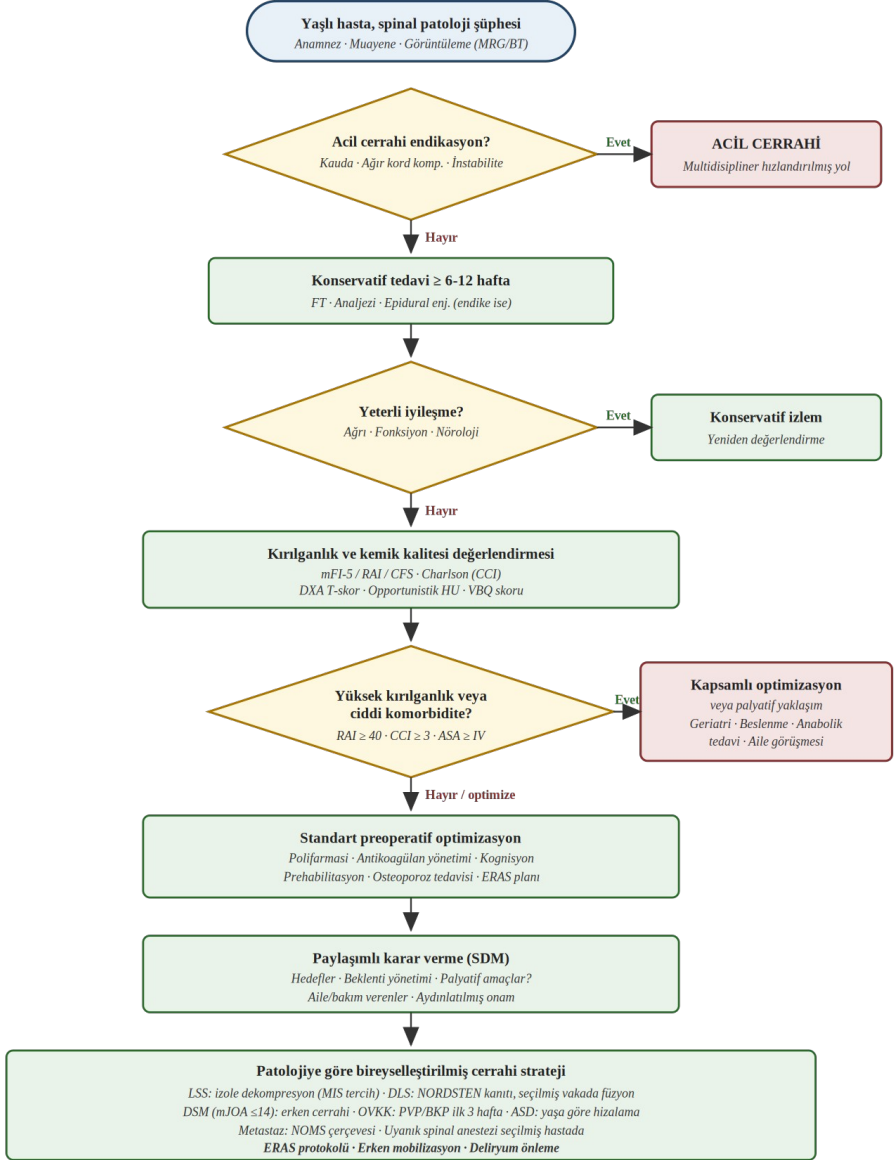 Yaşlı hasta, spinal patoloji şüphesi
Anamnez · Muayene · Görüntüleme (MRG/BT)
Acil cerrahi endikasyon?
Kauda · Ağır kord komp. · İnstabilite
Evet
ACİL CERRAHİ
Multidisipliner hızlandırılmış yol
Hayır
Konservatif tedavi ≥ 6-12 hafta
FT · Analjezi · Epidural enj. (endike ise)
Yeterli iyileşme?
Ağrı · Fonksiyon · Nöroloji
Evet
Konservatif izlem
Yeniden değerlendirme
Hayır
Kırılganlık ve kemik kalitesi değerlendirmesi
mFI-5 / RAI / CFS · Charlson (CCI)
DXA T-skor · Opportunistik HU · VBQ skoru
Yüksek kırılganlık veya
ciddi komorbidite?
RAI ≥ 40 · CCI ≥ 3 · ASA ≥ IV
Evet
Kapsamlı optimizasyon
veya palyatif yaklaşım
Geriatri · Beslenme · Anabolik
tedavi · Aile görüşmesi
Hayır / optimize
Standart preoperatif optimizasyon
Polifarmasi · Antikoagülan yönetimi · Kognisyon
Prehabilitasyon · Osteoporoz tedavisi · ERAS planı
Paylaşımlı karar verme (SDM)
Hedefler · Beklenti yönetimi · Palyatif amaçlar?
Aile/bakım verenler · Aydınlatılmış onam
Patolojiye göre bireyselleştirilmiş cerrahi strateji
LSS: izole dekompresyon (MIS tercih) · DLS: NORDSTEN kanıtı, seçilmiş vakada füzyon
DSM (mJOA ≤14): erken cerrahi · OVKK: PVP/BKP ilk 3 hafta · ASD: yaşa göre hizalama
Metastaz: NOMS çerçevesi · Uyanık spinal anestezi seçilmiş hastada
ERAS protokolü · Erken mobilizasyon · Deliryum önleme